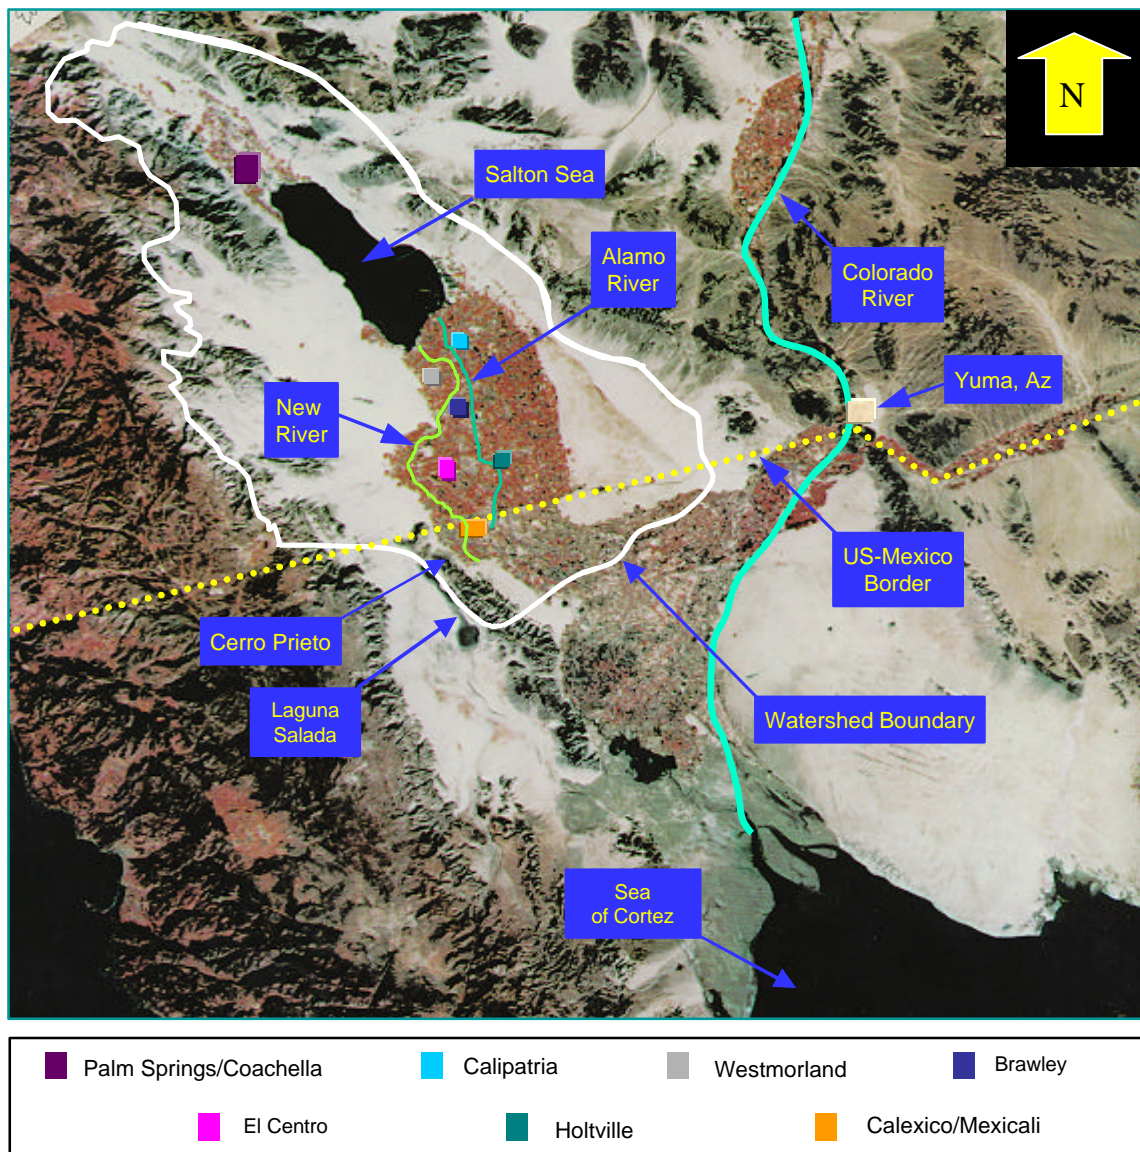 N
Salton Sea
Alamo
River
Colorado
River
Yuma, Az
New
River
US-Mexico
Border
Cerro Prieto
Laguna
Salada
Watershed Boundary
Sea
of Cortez
Palm Springs/Coachella
Calipatria
Westmorland
Brawley
El Centro
Holtville
Calexico/Mexicali